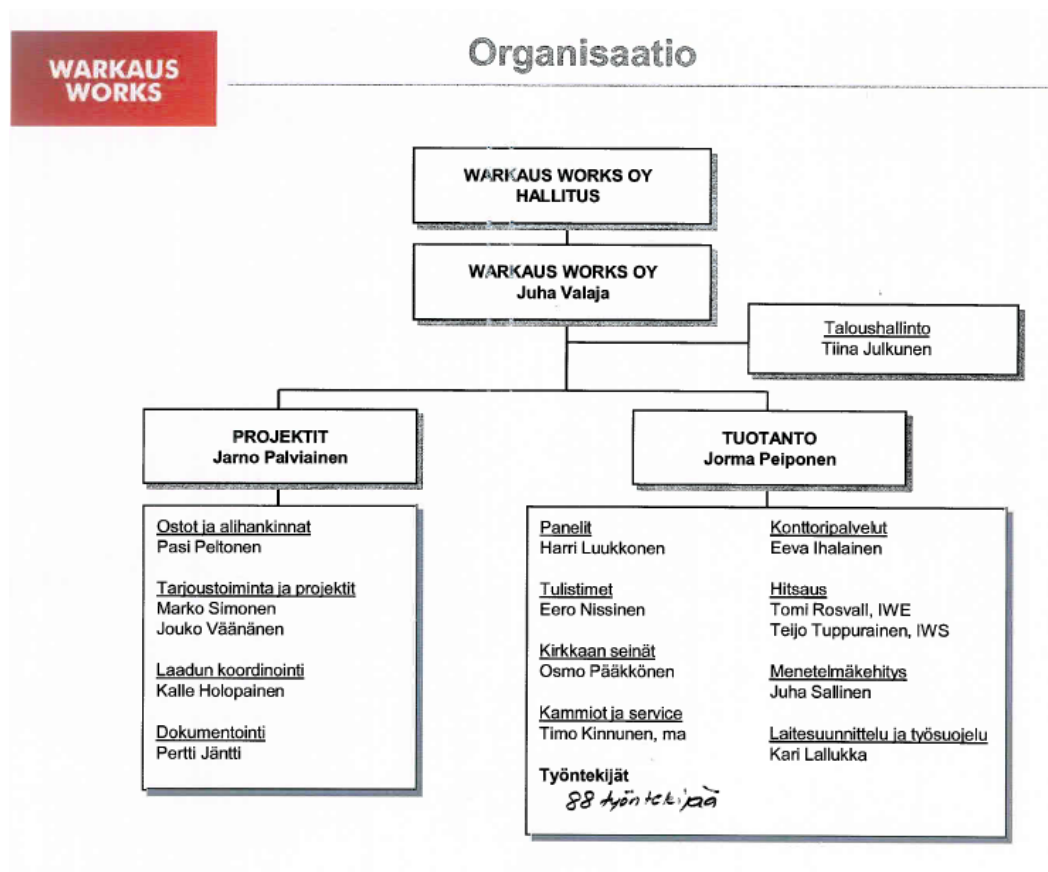 WARKAUS
WORKS
Organisaatio
WARKAUS WORKS OY
HALLITUS
WARKAUS WORKS OY
Juha Valaja
Taloushallinto
Tiina Julkunen
PROJEKTIT
Jarno Palviainen
TUOTANTO
Jorma Peiponen
Ostot ja alihankinnat
Pasi Peltonen
Tarjoustoiminta ja projektit
Marko Simonen
Jouko Väänänen
Laadun koordinointi
Kalle Holopainen
Dokumentointi
Pertti Jäntti
Panelit
Harri Luukkonen
Tulistimet
Eero Nissinen
Kirkkaan seinät
Osmo Pääkkönen
Kammiot ja service
Timo Kinnunen, ma
Työntekijät
88 työntekijää
Konttoripalvelut
Eeva Ihalainen
Hitsaus
Tomi Rosvall, IWE
Teijo Tuppurainen, IWS
Menetelmäkehitys
Juha Sallinen
Laitesuunnittelu ja työsuojelu
Kari Lallukka